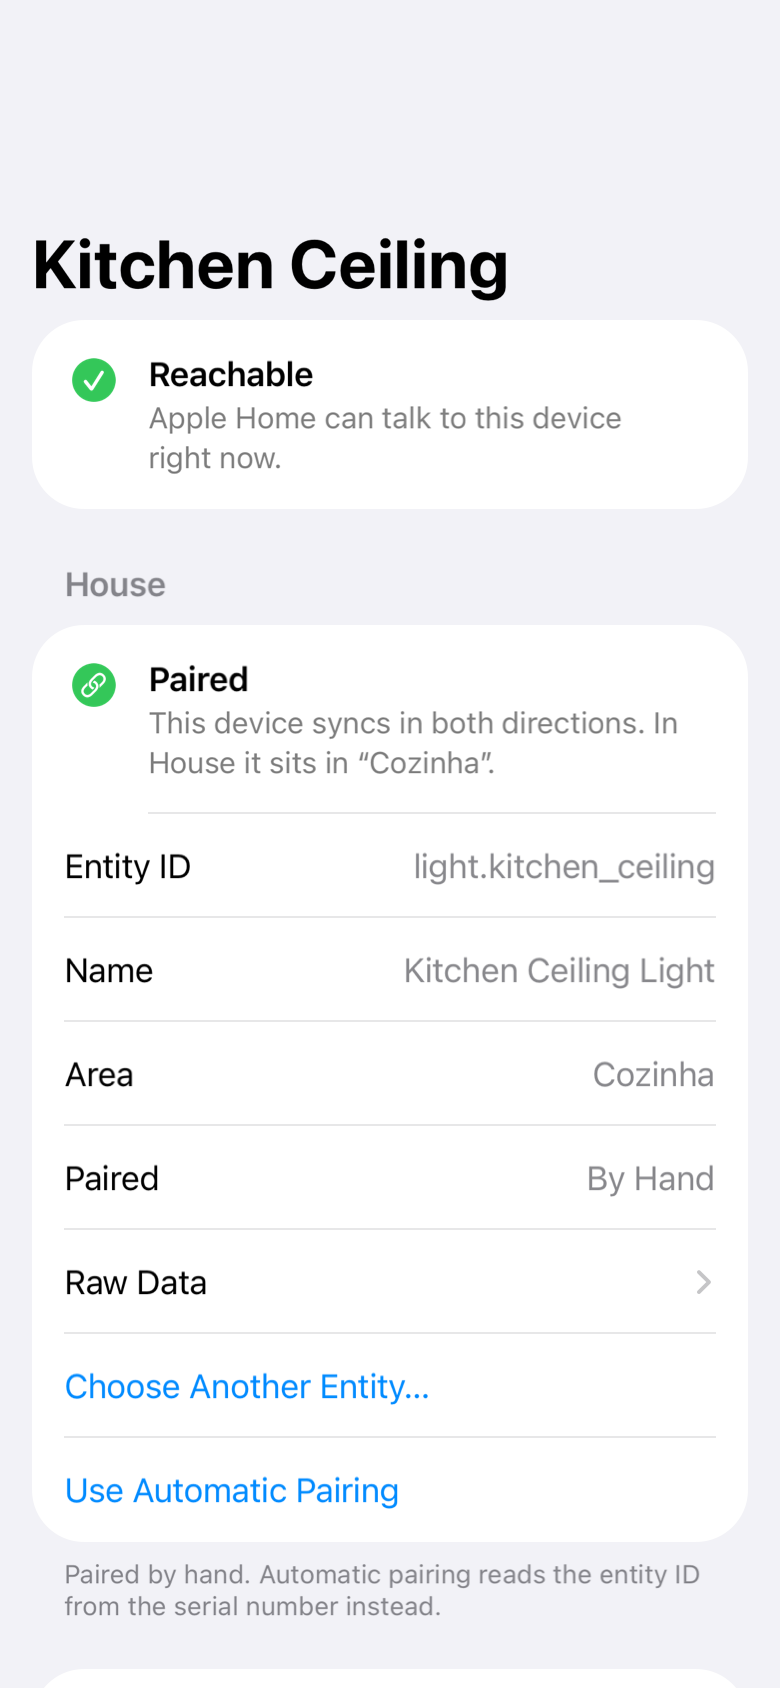 Kitchen Ceiling
Reachable
Apple Home can talk to this device
right now.
House
Paired
This device syncs in both directions. In
House it sits in “Cozinha”.
Entity ID
light.kitchen_ceiling
Name
Kitchen Ceiling Light
Area
Cozinha
Paired
By Hand
Raw Data
Choose Another Entity...
Use Automatic Pairing
Paired by hand. Automatic pairing reads the entity ID
from the serial number instead.